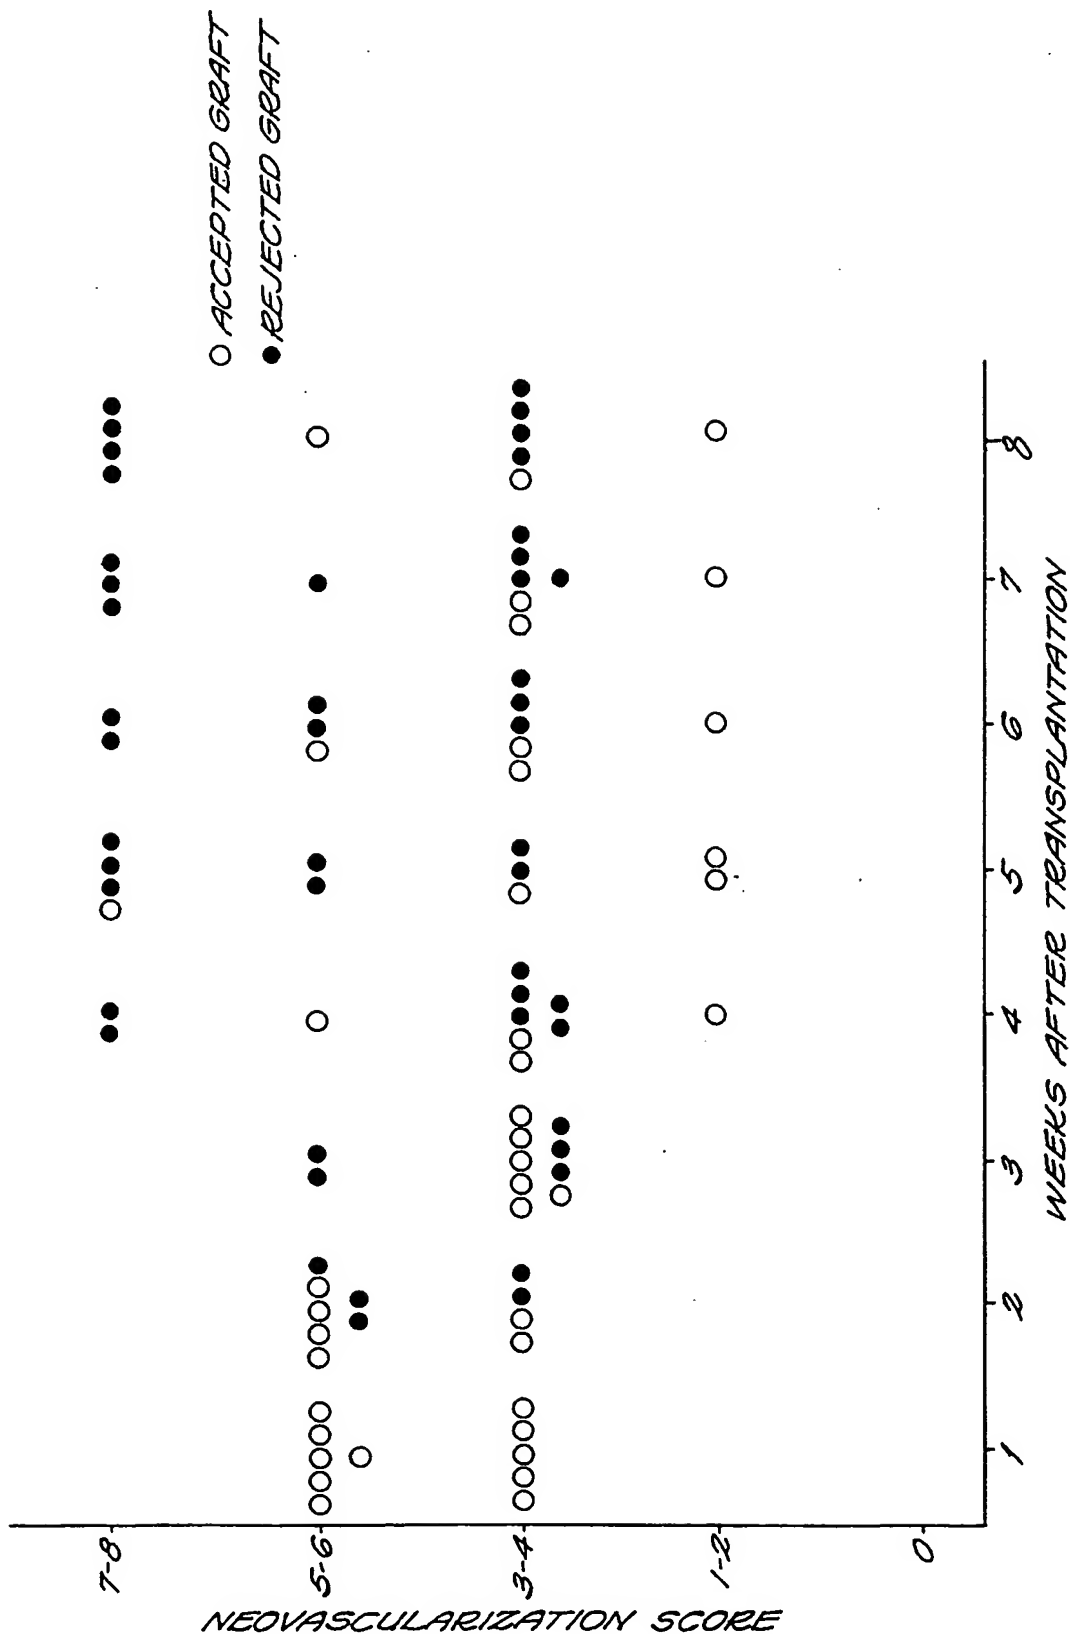 ACCEPTED GRAFT
REJECTED GRAFT
NEOVASCULARIZATION SCORE
7-8
5-6
3-4
1-2
0
1 2 3 4 5 6 7 8
WEEKS AFTER TRANSPLANTATION